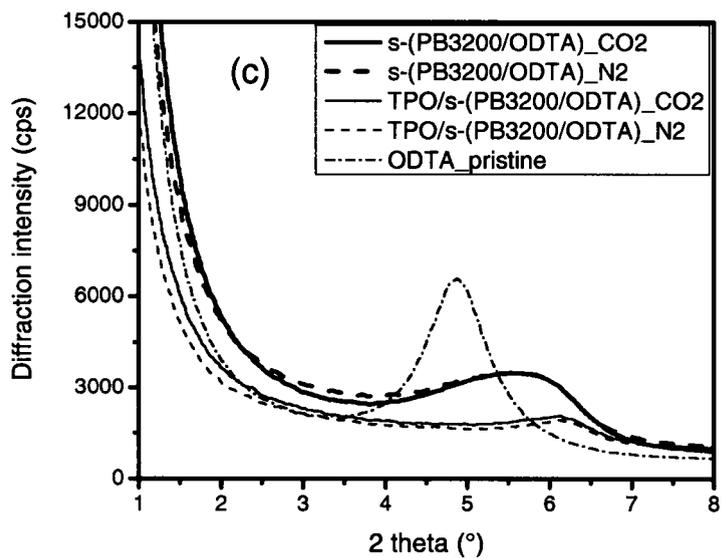 15000
12000
9000
6000
3000
0
Diffraction intensity (cps)
(c)
s-(PB3200/ODTA)_CO2
s-(PB3200/ODTA)_N2
TPO/s-(PB3200/ODTA)_CO2
TPO/s-(PB3200/ODTA)_N2
ODTA_pristine
1 2 3 4 5 6 7 8
2 theta (°)